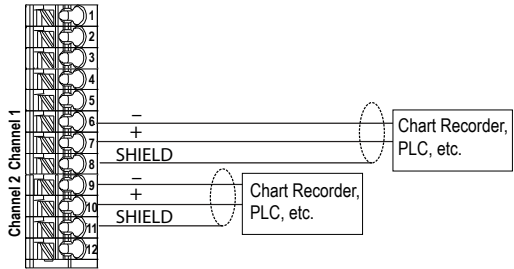 1
2
3
4
5
6
7
8
9
10
11
12
Channel 1
Channel 2
−
+
SHIELD
Chart Recorder,
PLC, etc.
−
+
SHIELD
Chart Recorder,
PLC, etc.